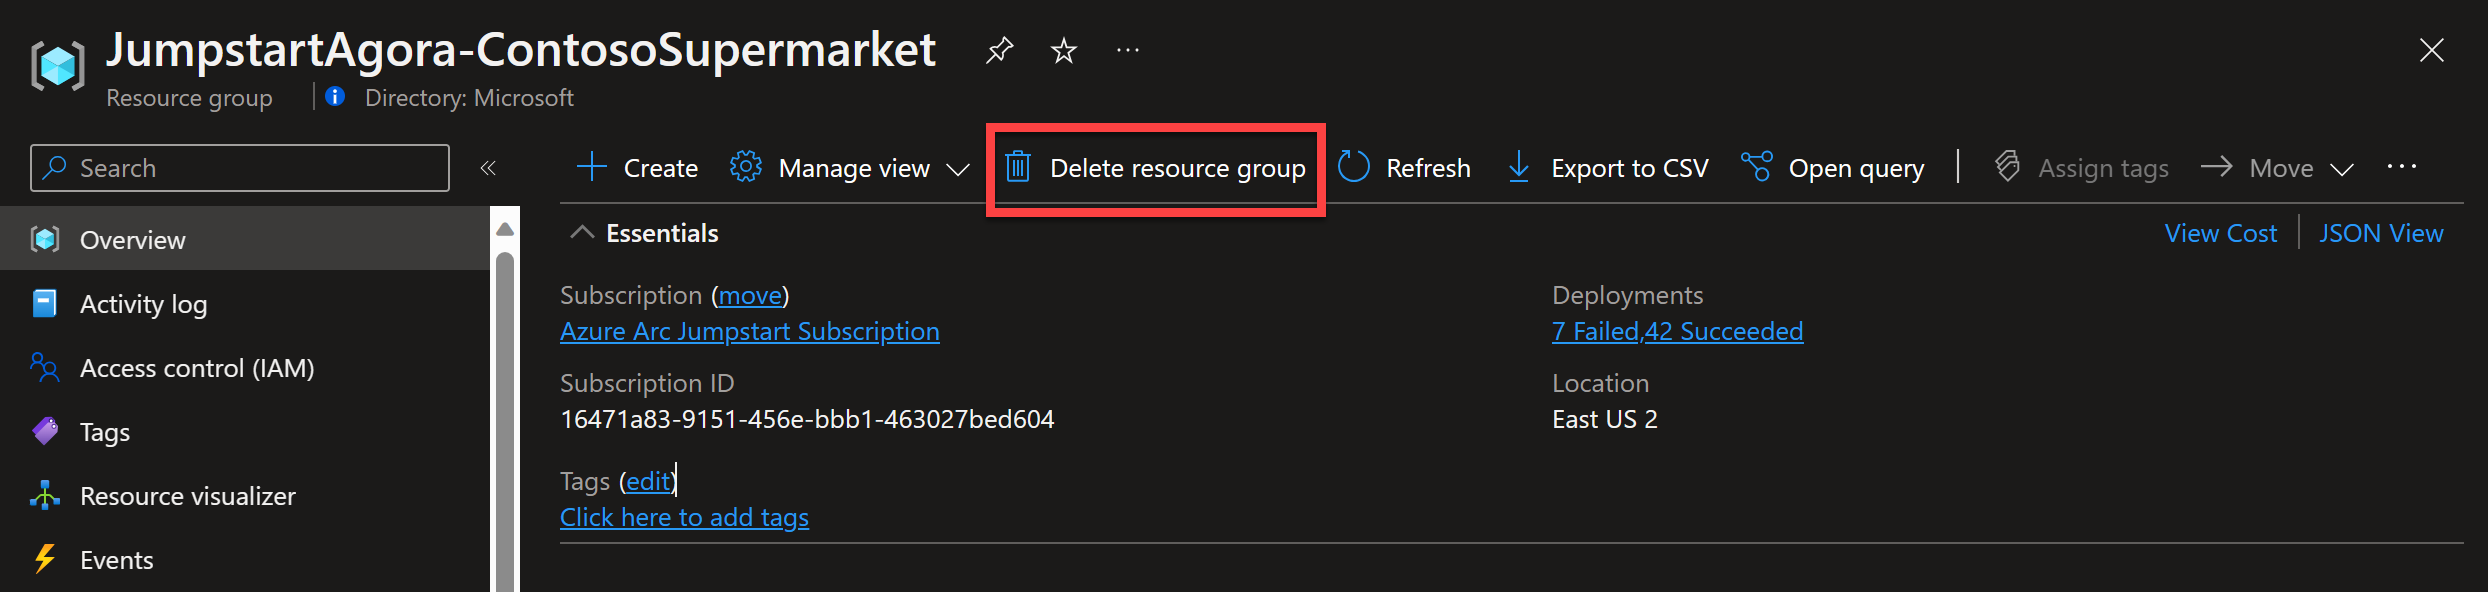 JumpstartAgora-ContosoSupermarket
Resource group
Directory: Microsoft
Search
Create
Manage view
Delete resource group
Refresh
Export to CSV
Open query
Assign tags
Move
Overview
Activity log
Access control (IAM)
Tags
Resource visualizer
Events
Essentials
View Cost
JSON View
Subscription (move)
Azure Arc Jumpstart Subscription
Subscription ID
16471a83-9151-456e-bbb1-463027bed604
Tags (edit)
Click here to add tags
Deployments
7 Failed,42 Succeeded
Location
East US 2